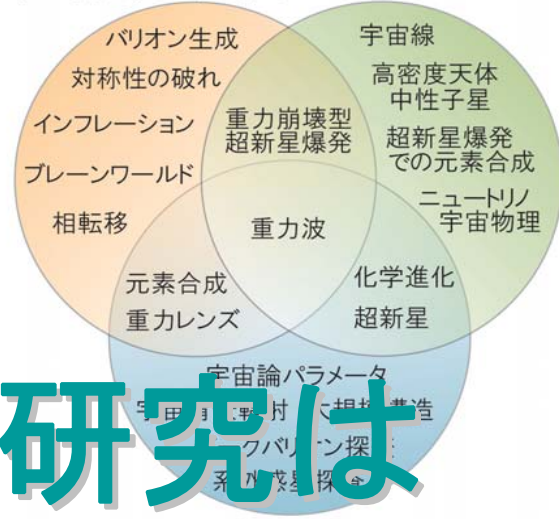 バリオン生成
対称性の破れ
インフレーション
ブレーンワールド
相転移
重力崩壊型
超新星爆発
宇宙線
高密度天体
中性子星
超新星爆発
での元素合成
ニュートリノ
宇宙物理
重力波
元素合成
重力レンズ
化学進化
超新星
宇宙論パラメータ
研究は